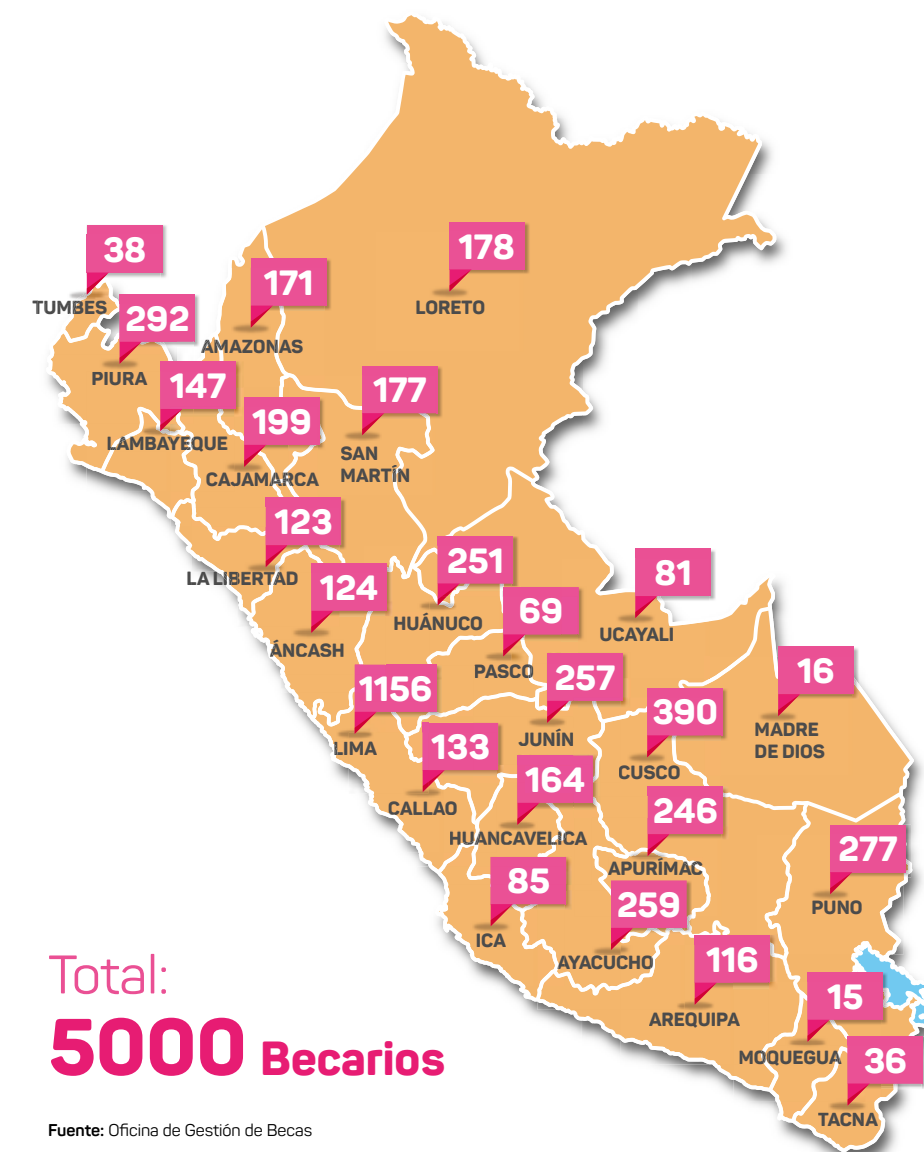 38
TUMBES
178
LORETO
171
AMAZONAS
292
PIURA
147
LAMBAYEQUE
177
SAN
MARTÍN
199
CAJAMARCA
123
LA LIBERTAD
124
ÁNCASH
251
HUÁNUCO
81
UCAYALI
69
PASCO
16
MADRE
DE DIOS
257
JUNÍN
1156
LIMA
390
CUSCO
133
CALLAO
164
HUANCAVELICA
246
APURÍMAC
277
PUNO
85
ICA
259
AYACUCHO
116
AREQUIPA
15
MOQUEGUA
36
TACNA
Total:
5000 Becarios
Fuente: Oficina de Gestión de Becas